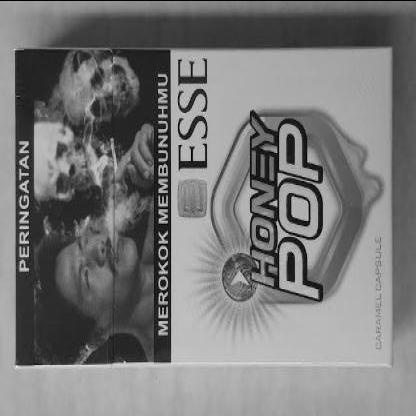 PERINGATAN
MEROKOK MEMBUNUHMU
ESSE
HONEY
POP
CARAMEL CAPSULE